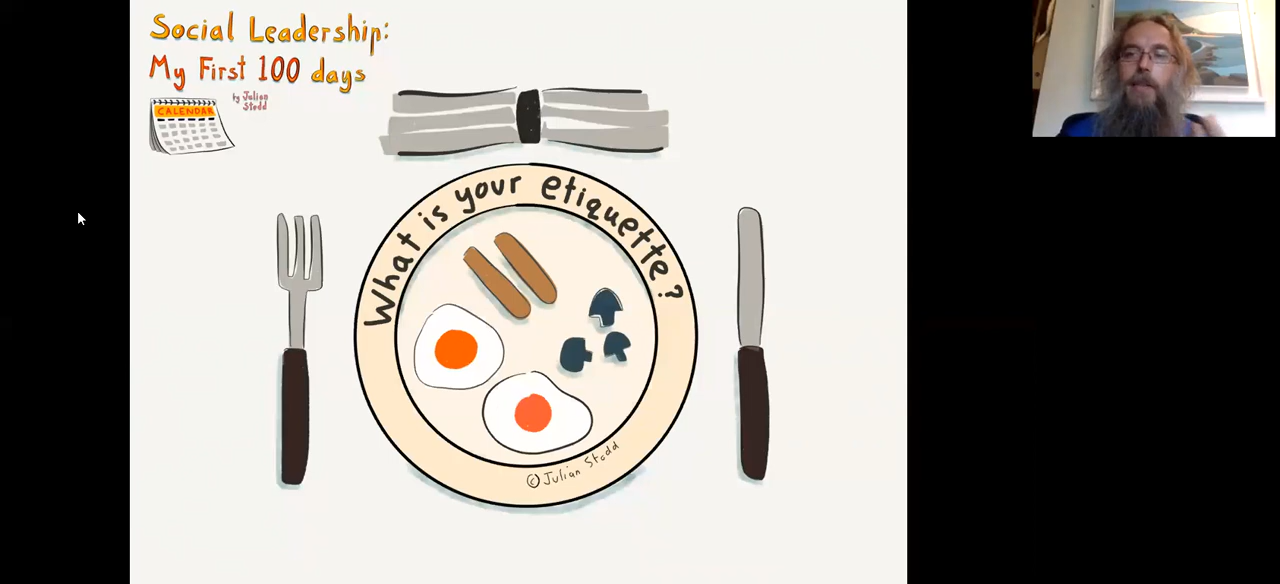 Social Leadership:
My First 100 days
by Julian
Stodd
CALENDAR
What is your etiquette?
© Julian Stodd